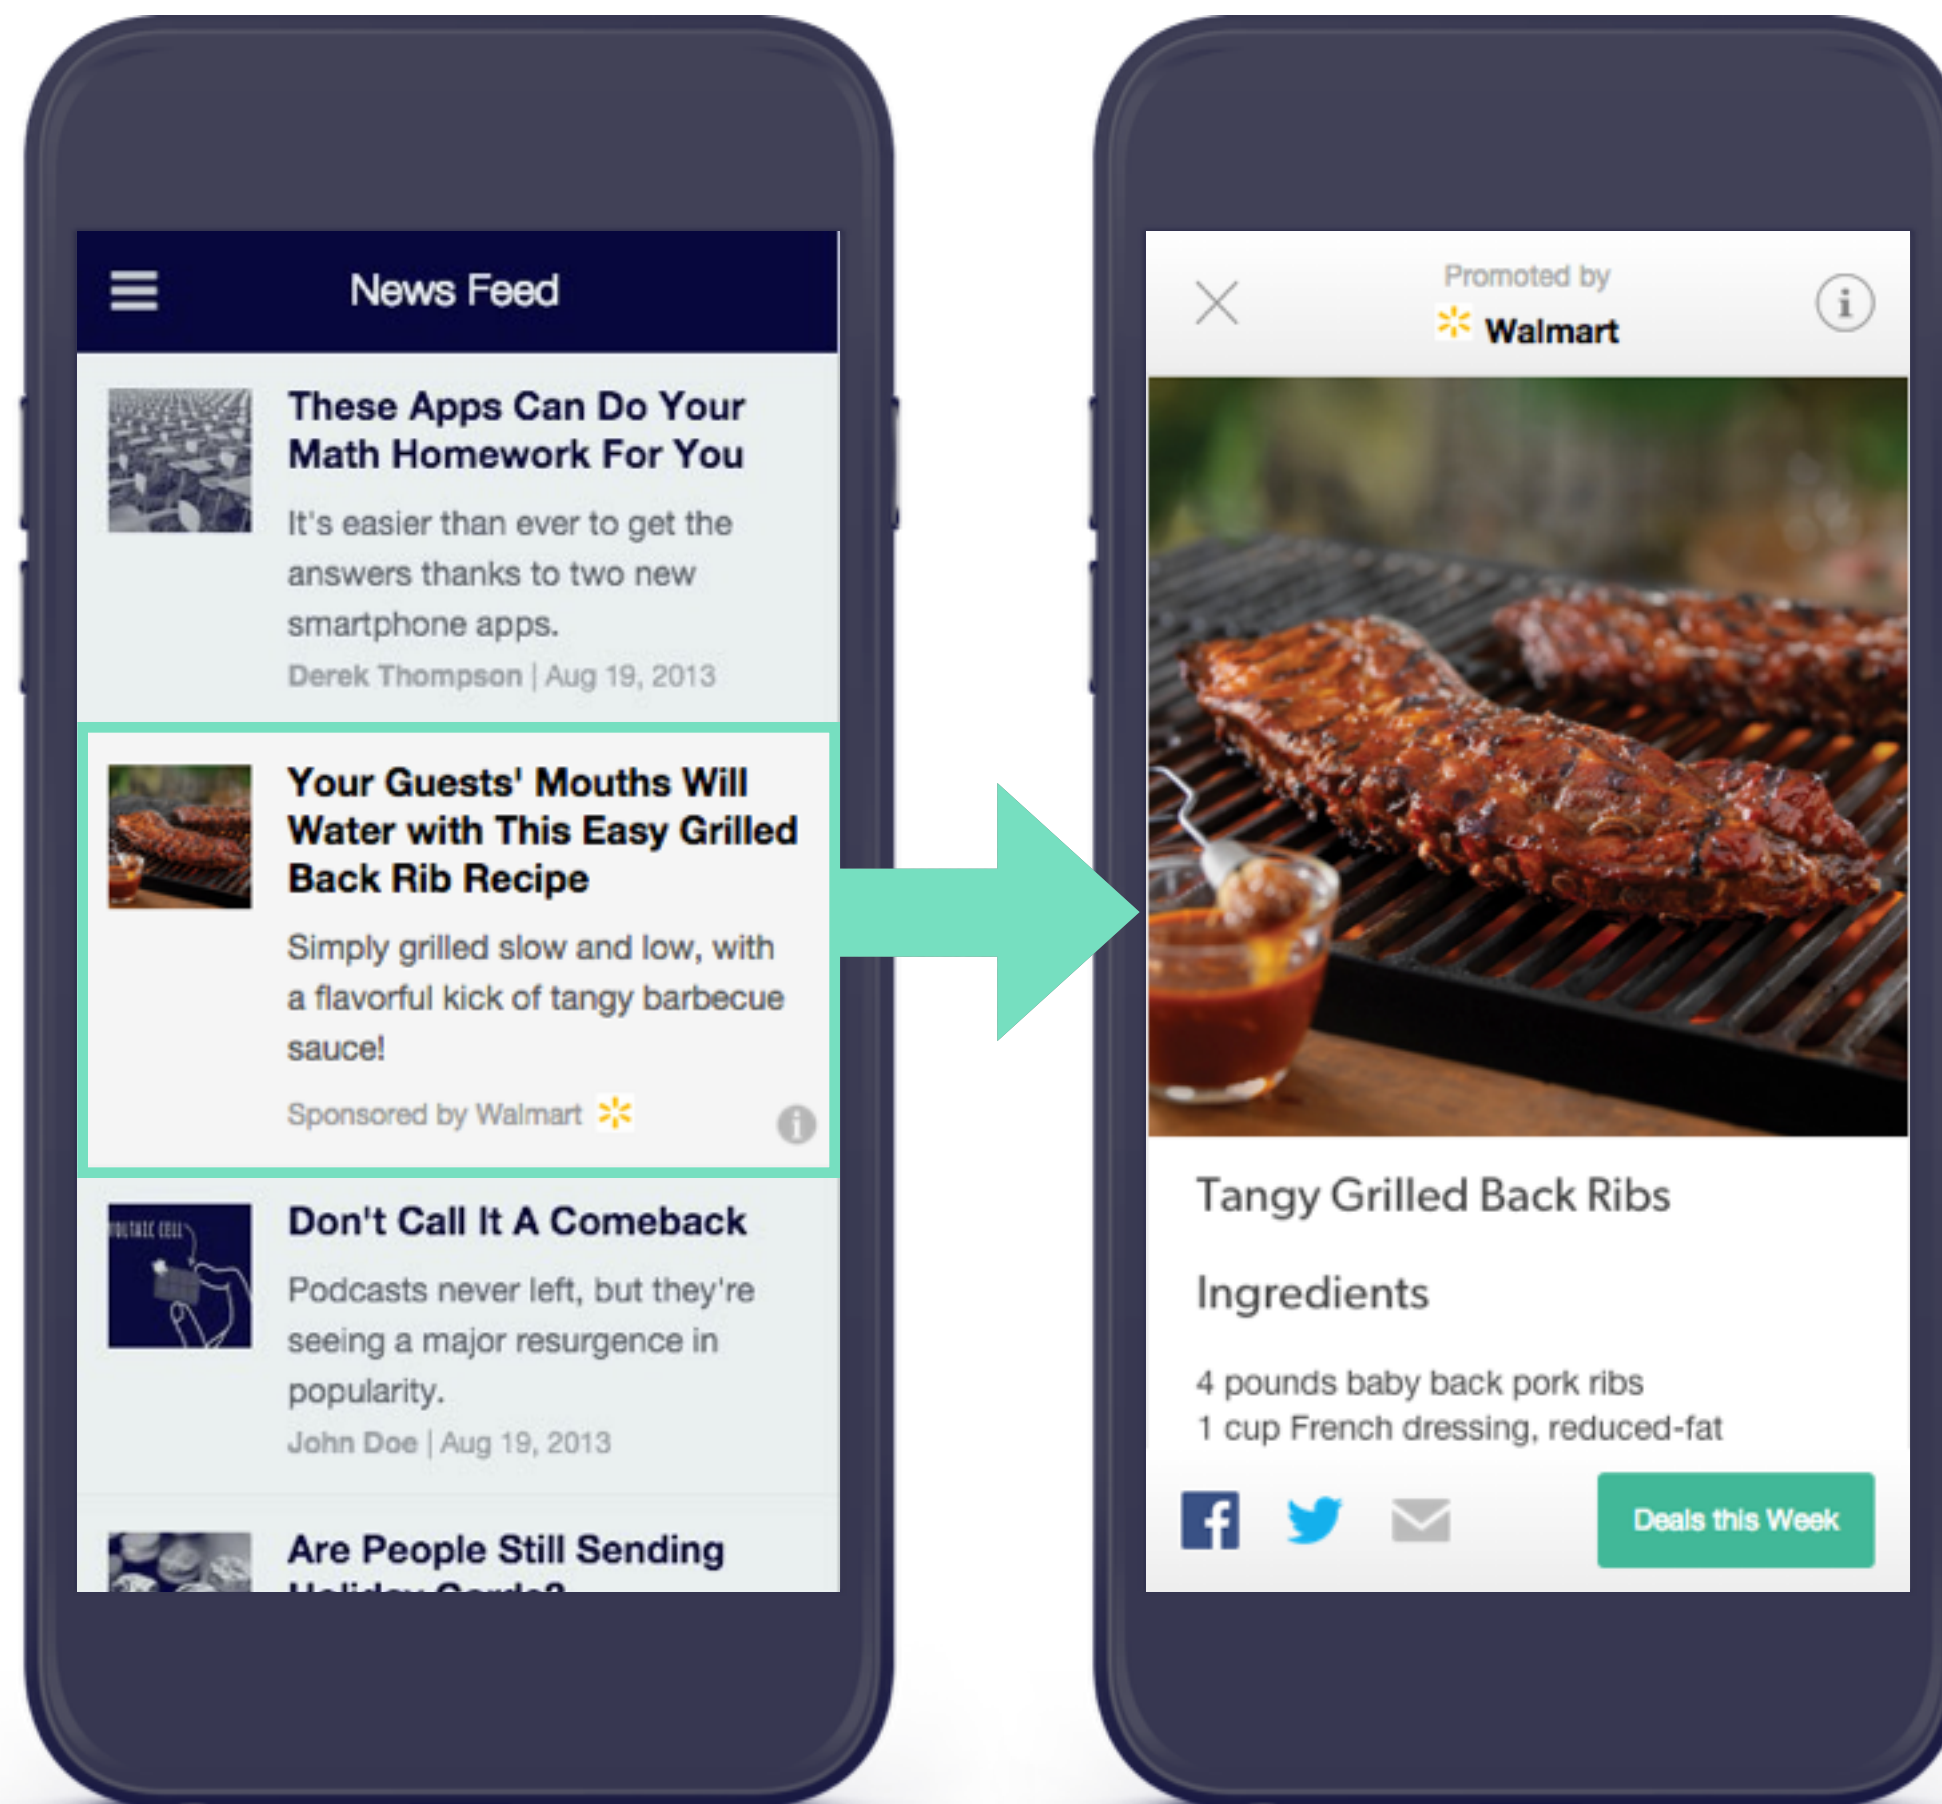 News Feed
These Apps Can Do Your
Math Homework For You
It's easier than ever to get the
answers thanks to two new
smartphone apps.
Derek Thompson | Aug 19, 2013
Your Guests' Mouths Will
Water with This Easy Grilled
Back Rib Recipe
Simply grilled slow and low, with
a flavorful kick of tangy barbecue
sauce!
Sponsored by Walmart
i
VOLTAIC CELL
Don't Call It A Comeback
Podcasts never left, but they're
seeing a major resurgence in
popularity.
John Doe | Aug 19, 2013
Are People Still Sending
Holiday Cards?
Promoted by
Walmart
i
Tangy Grilled Back Ribs
Ingredients
4 pounds baby back pork ribs
1 cup French dressing, reduced-fat
f
Deals this Week